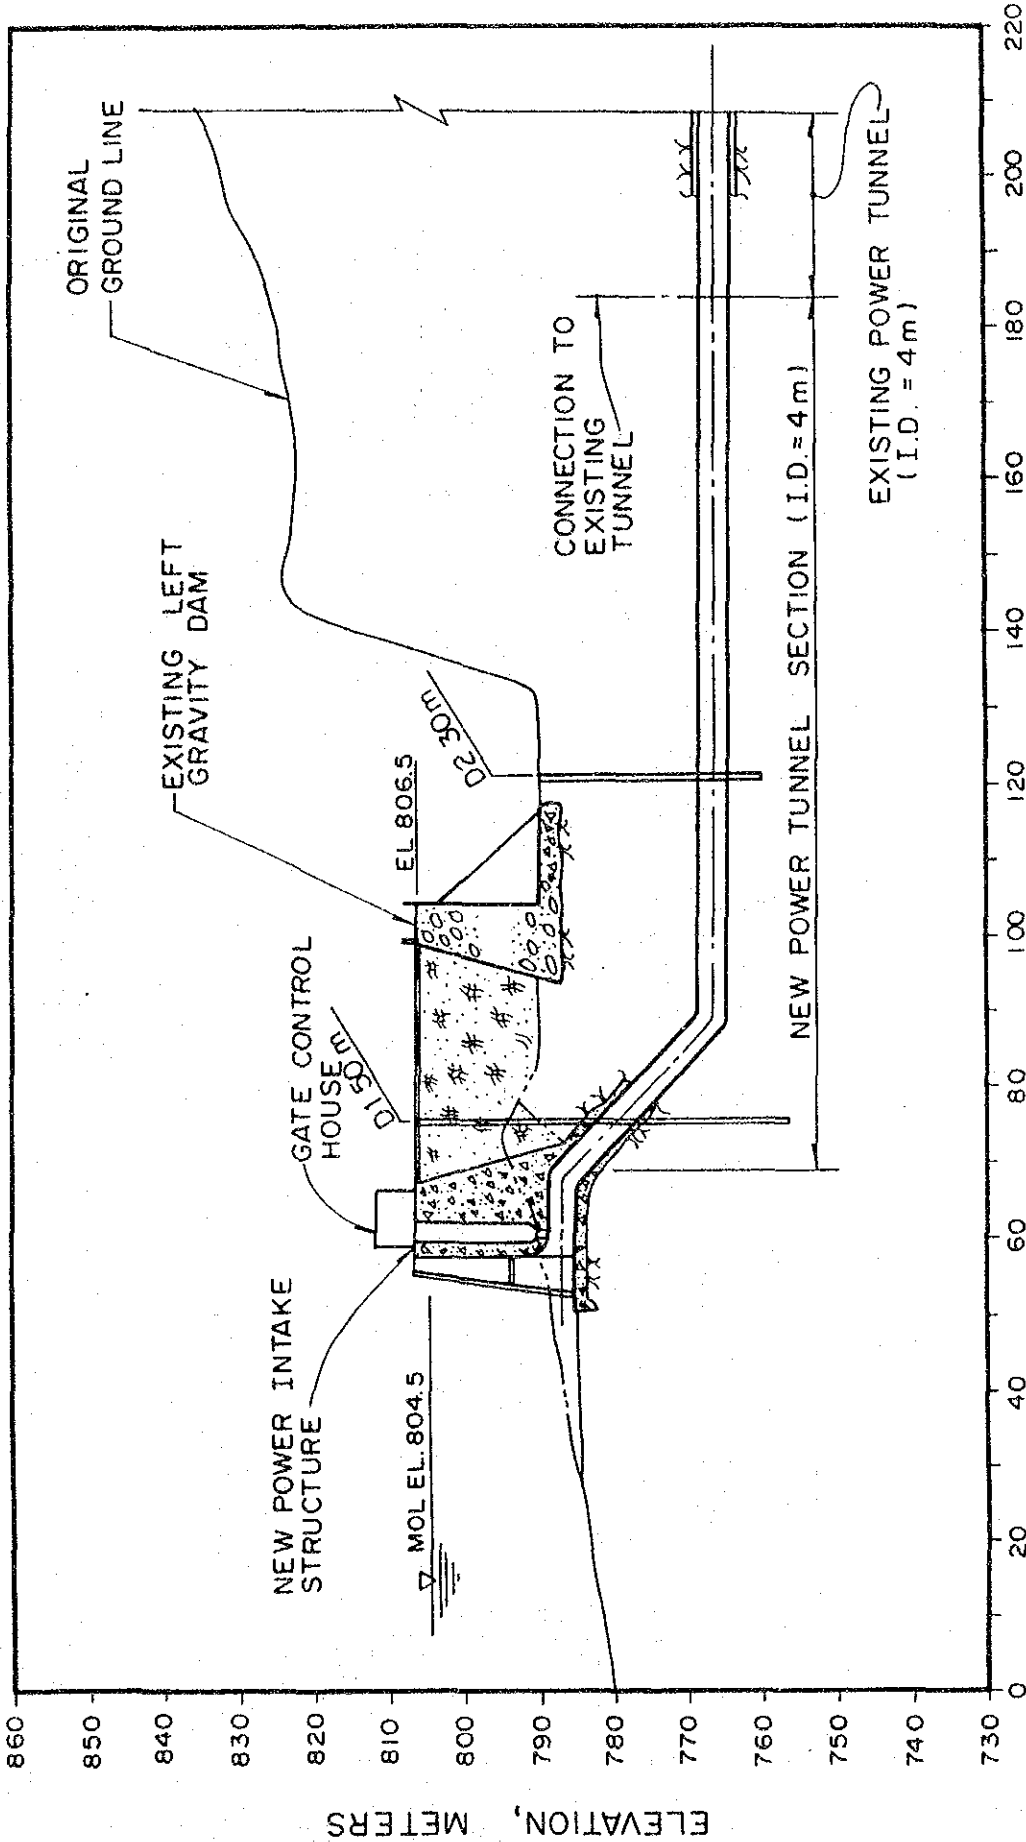 ORIGINAL
GROUND LINE
EXISTING LEFT
GRAVITY DAM
GATE CONTROL
HOUSE
NEW POWER INTAKE
STRUCTURE
D1 50 m
EL 806.5
D2 30 m
MOL EL. 804.5
CONNECTION TO
EXISTING
TUNNEL
NEW POWER TUNNEL SECTION (I.D. = 4m)
EXISTING POWER TUNNEL
(I.D. = 4m)
ELEVATION, METERS
860
850
840
830
820
810
800
790
780
770
760
750
740
730
0
20
40
60
80
100
120
140
160
180
200
220